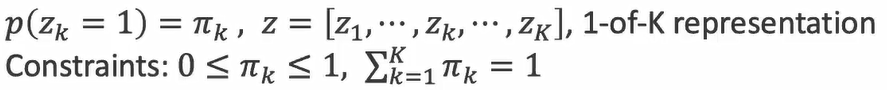 p(z_k = 1) = π_k , z = [z_1, ⋯ , z_k, ⋯ , z_K], 1-of-K representation
Constraints: 0 ≤ π_k ≤ 1, ∑_{k=1}^{K} π_k = 1